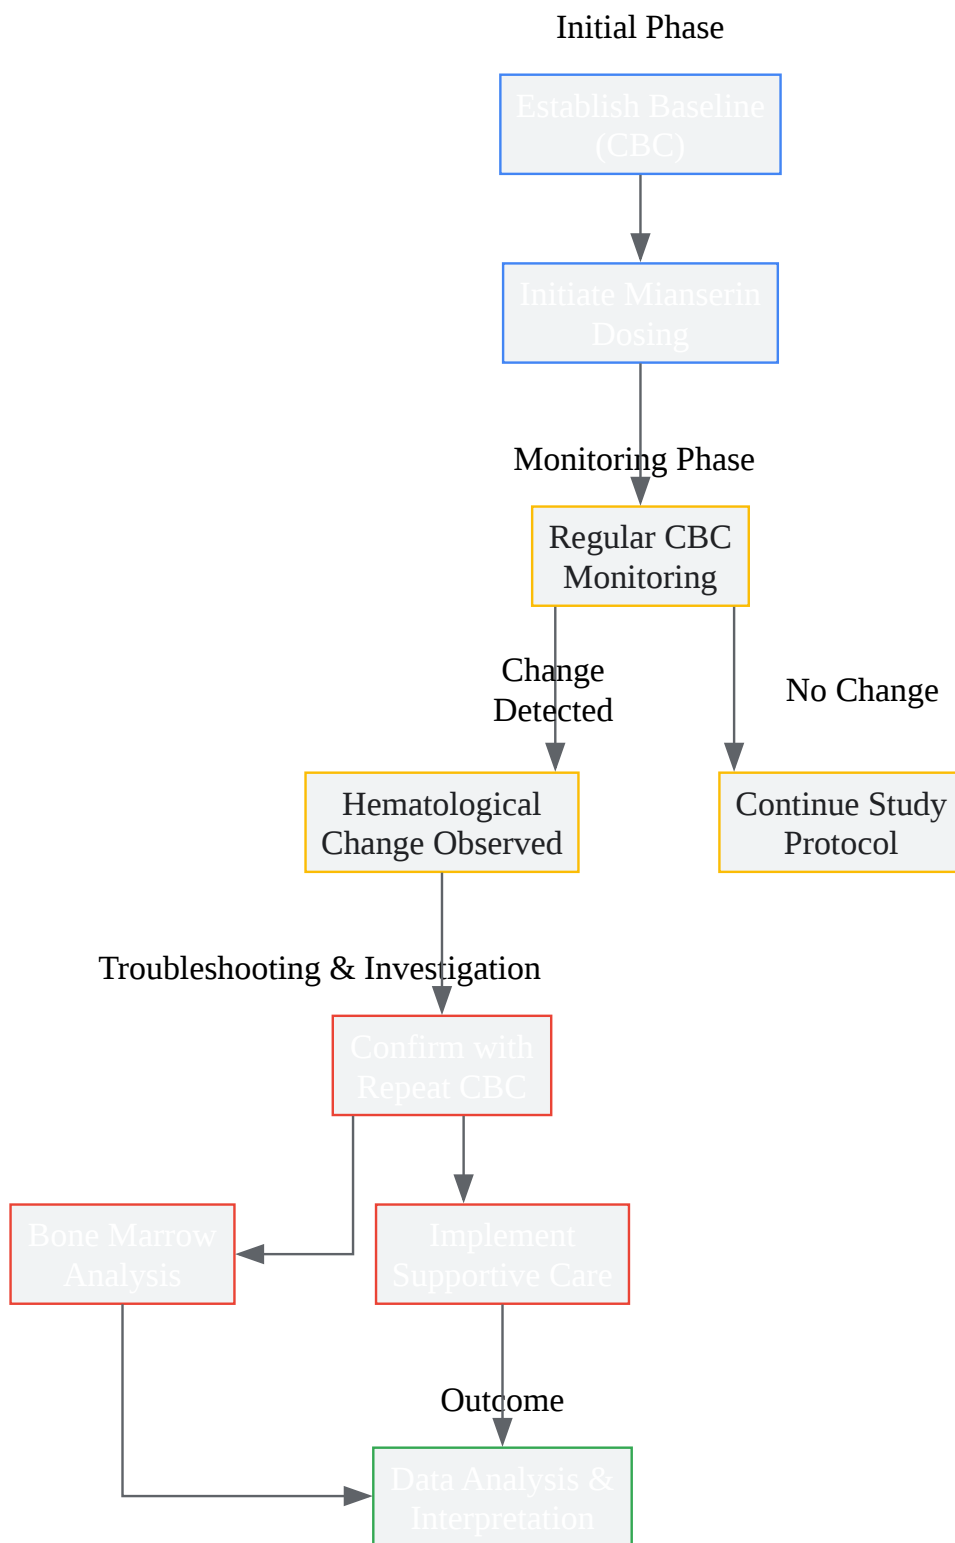 Initial Phase
Establish Baseline
(CBC)
Initiate Mianserin
Dosing
Monitoring Phase
Regular CBC
Monitoring
Change
Detected
No Change
Hematological
Change Observed
Continue Study
Protocol
Troubleshooting & Investigation
Confirm with
Repeat CBC
Bone Marrow
Analysis
Implement
Supportive Care
Outcome
Data Analysis &
Interpretation